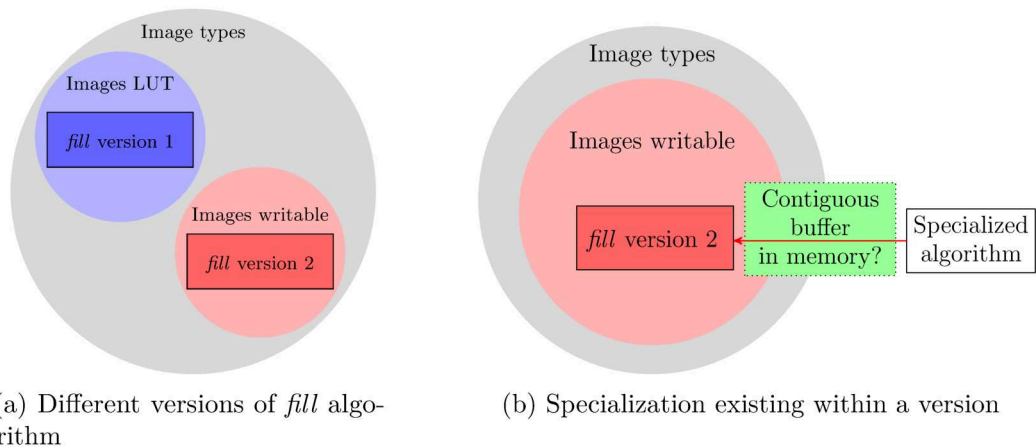 Image types
Images LUT
fill version 1
Images writable
fill version 2
(a) Different versions of fill algo-
rithm
Image types
Images writable
fill version 2
Contiguous
buffer
in memory?
Specialized
algorithm
(b) Specialization existing within a version